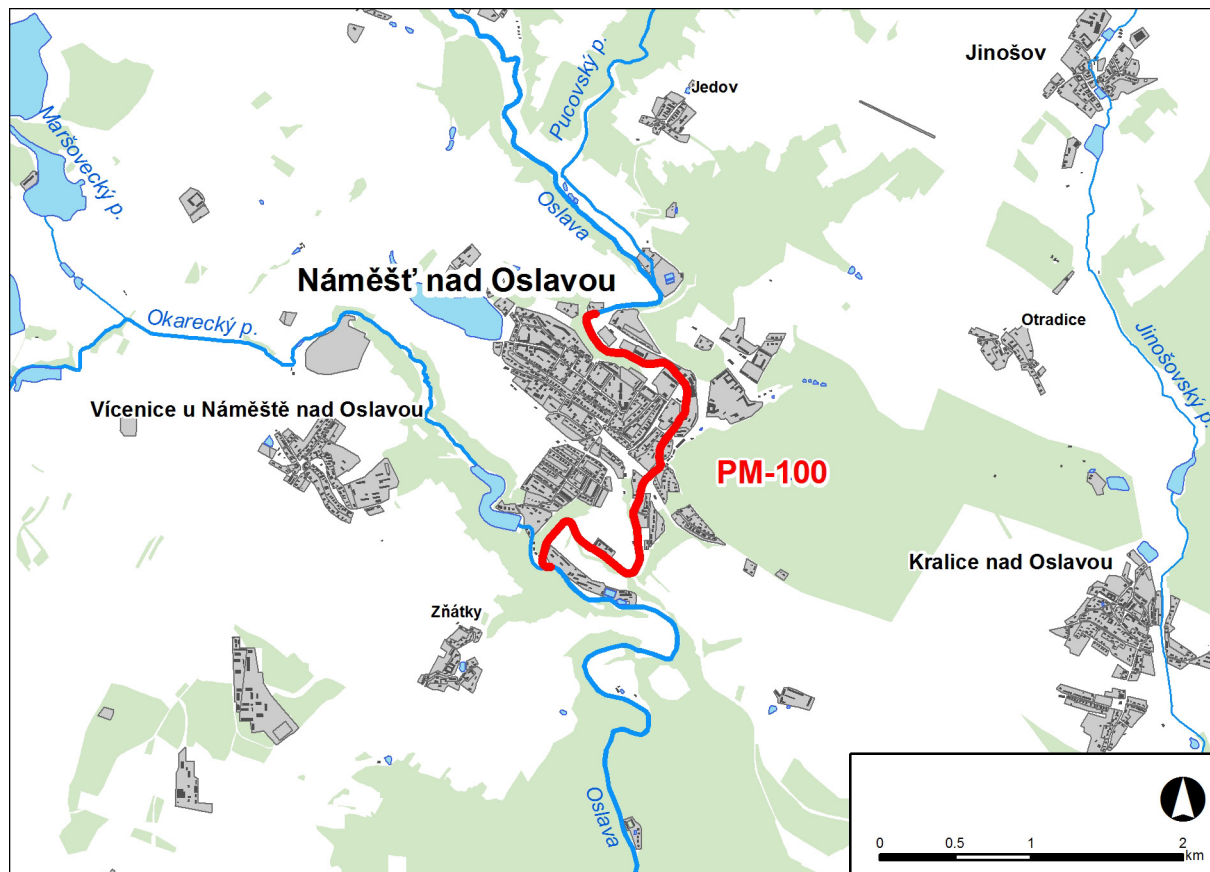 Jinošov
Jedov
Pucovský p.
Maršovecký p.
Oslava
Náměšť nad Oslavou
Okarecký p.
Otradice
Jinošovský p.
Vícenice u Náměště nad Oslavou
PM-100
Kralice nad Oslavou
Zňátky
Oslava
0 0.5 1 2
km